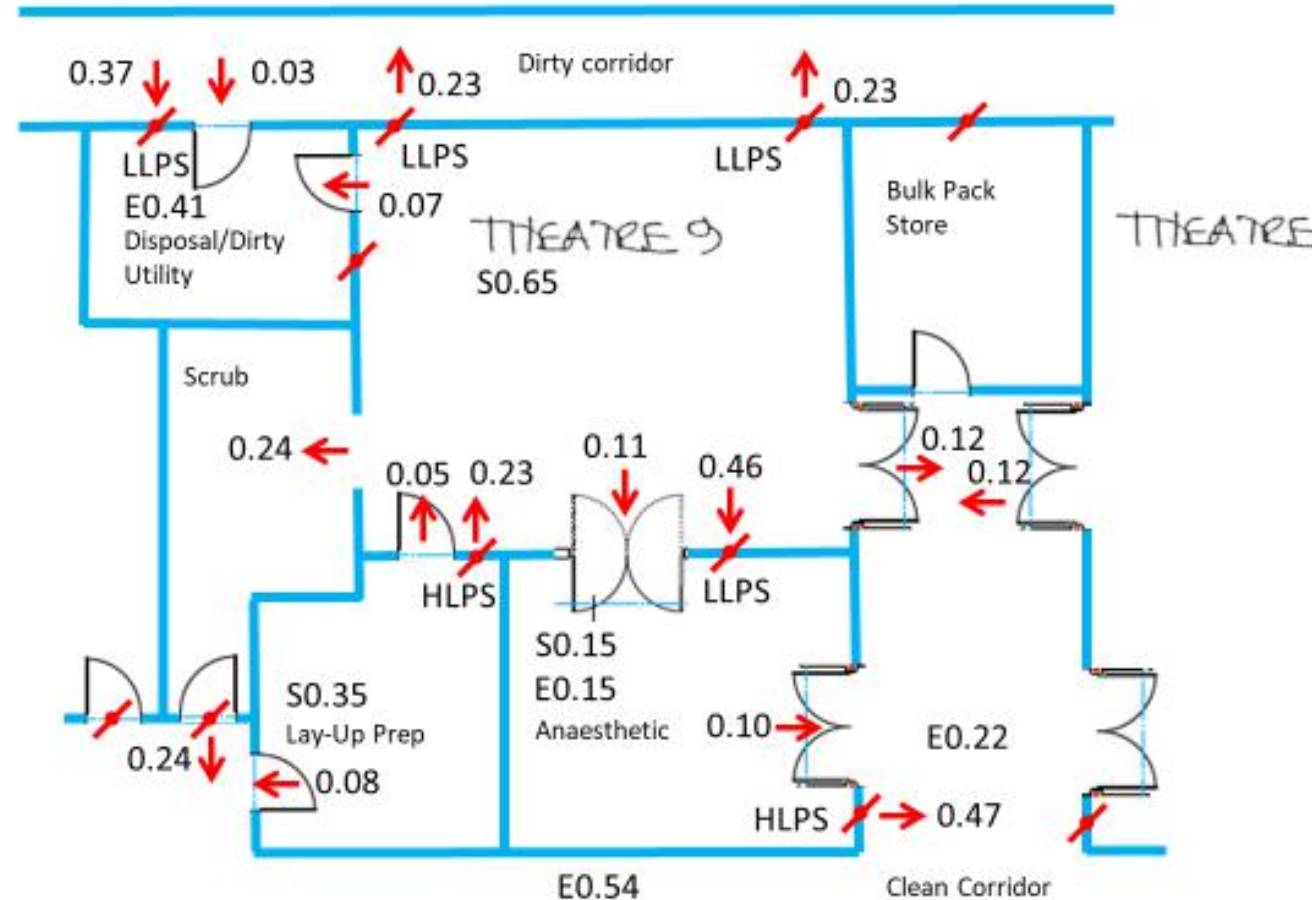 Dirty corridor
0.37
0.03
0.23
0.23
LLPS
LLPS
LLPS
E0.41
Disposal/Dirty
Utility
0.07
THEATRE 9
S0.65
Bulk Pack
Store
THEATRE
Scrub
0.24
0.05
0.23
0.11
0.46
0.12
0.12
HLPS
LLPS
S0.15
E0.15
Anaesthetic
S0.35
Lay-Up Prep
0.24
0.08
0.10
E0.22
HLPS
0.47
E0.54
Clean Corridor